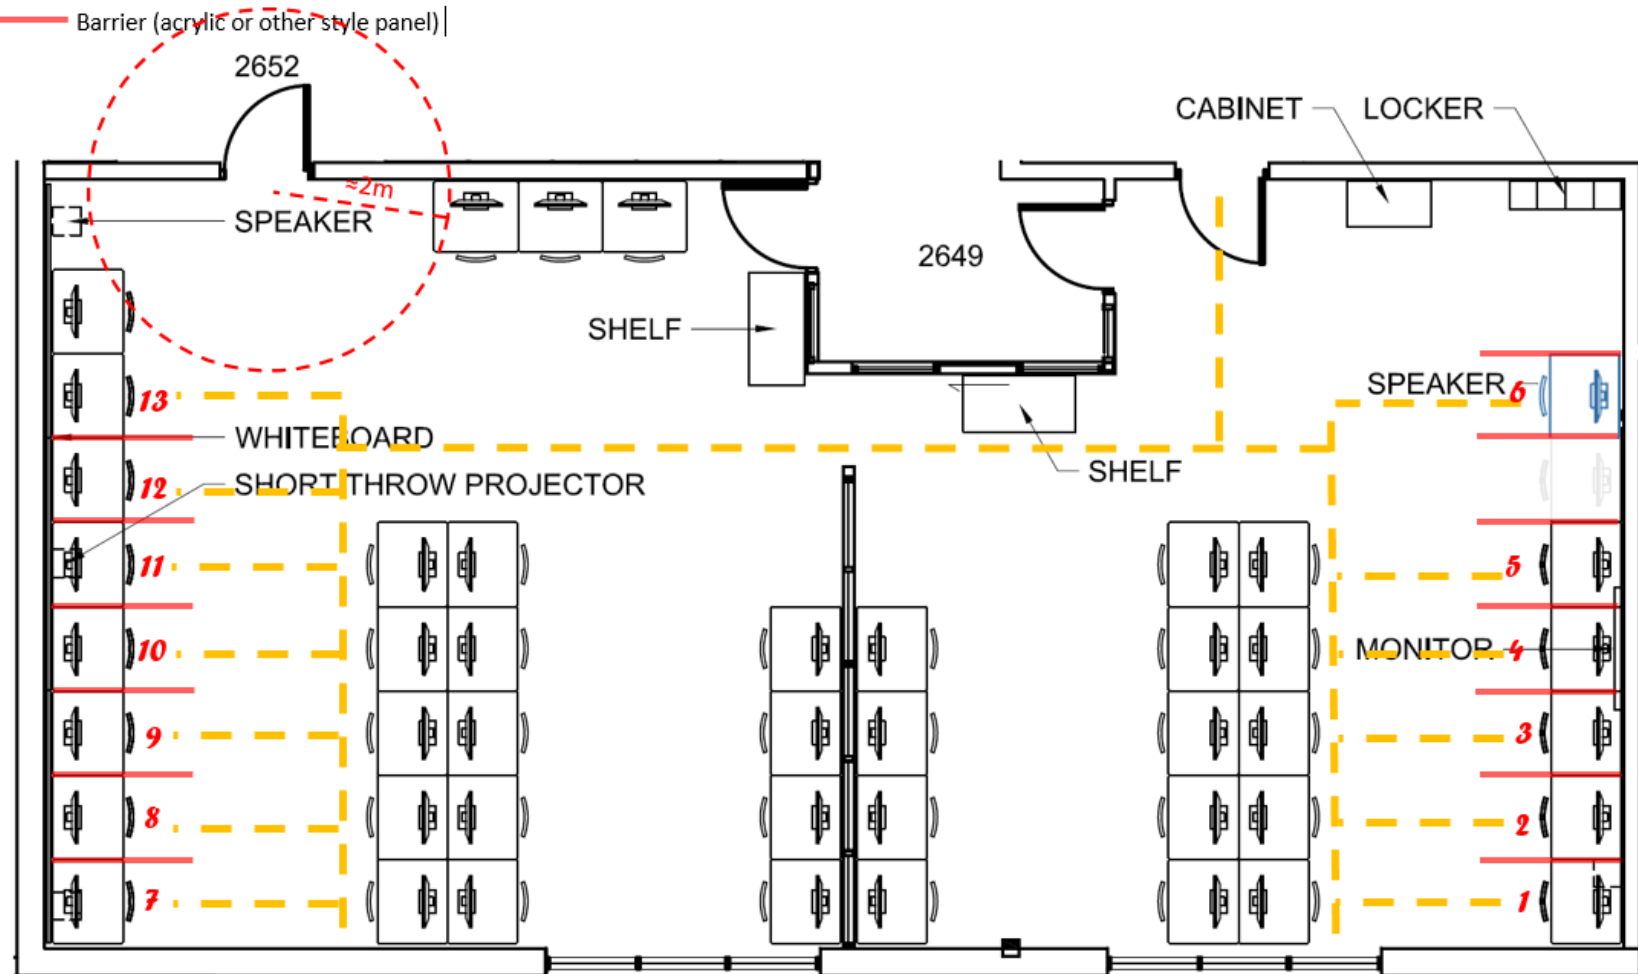 Barrier (acrylic or other style panel)
2652
CABINET
LOCKER
≈2m
SPEAKER
2649
SHELF
SPEAKER
6
13
WHITEBOARD
SHELF
12
SHORT THROW PROJECTOR
11
5
10
MONITOR
4
9
3
8
2
7
1